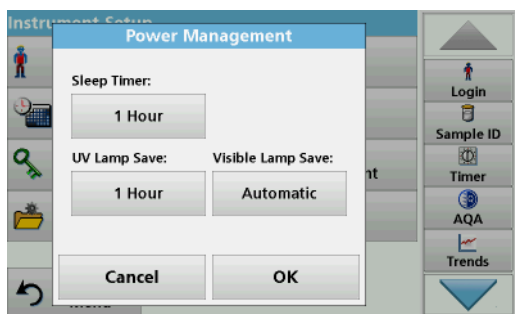 Instrument Setup
Power Management
Sleep Timer:
1 Hour
UV Lamp Save:
Visible Lamp Save:
1 Hour
Automatic
Cancel
OK
Menu
Login
Sample ID
Timer
AQA
Trends